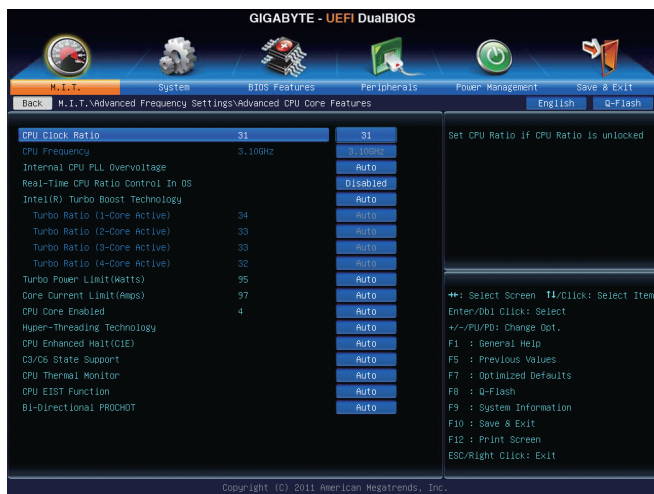 GIGABYTE - UEFI DualBIOS
M.I.T. System BIOS Features Peripherals Power Management Save & Exit
Back M.I.T.\Advanced Frequency Settings\Advanced CPU Core Features English Q-Flash
CPU Clock Ratio 31 31
CPU Frequency 3.10GHz 3.10GHz
Internal CPU PLL Overvoltage Auto
Real-Time CPU Ratio Control In OS Disabled
Intel(R) Turbo Boost Technology Auto
Turbo Ratio (1-Core Active) 34 Auto
Turbo Ratio (2-Core Active) 33 Auto
Turbo Ratio (3-Core Active) 33 Auto
Turbo Ratio (4-Core Active) 32 Auto
Turbo Power Limit(Watts) 95 Auto
Core Current Limit(Amps) 97 Auto
CPU Core Enabled 4 Auto
Hyper-Threading Technology Auto
CPU Enhanced Halt(C1E) Auto
C3/C6 State Support Auto
CPU Thermal Monitor Auto
CPU EIST Function Auto
Bi-Directional PROCHOT Auto
Set CPU Ratio if CPU Ratio is unlocked
→←: Select Screen ↑↓/Click: Select Item
Enter/Dbl Click: Select
+/-/PU/PD: Change Opt.
F1 : General Help
F5 : Previous Values
F7 : Optimized Defaults
F8 : Q-Flash
F9 : System Information
F10 : Save & Exit
F12 : Print Screen
ESC/Right Click: Exit
Copyright (C) 2011 American Megatrends, Inc.